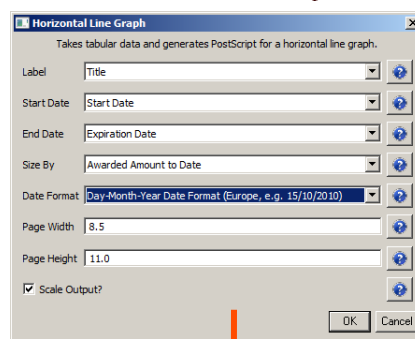 Horizontal Line Graph
Takes tabular data and generates PostScript for a horizontal line graph.
Label Title
Start Date Start Date
End Date Expiration Date
Size By Awarded Amount to Date
Date Format Day-Month-Year Date Format (Europe, e.g. 15/10/2010)
Page Width 8.5
Page Height 11.0
Scale Output?
OK Cancel